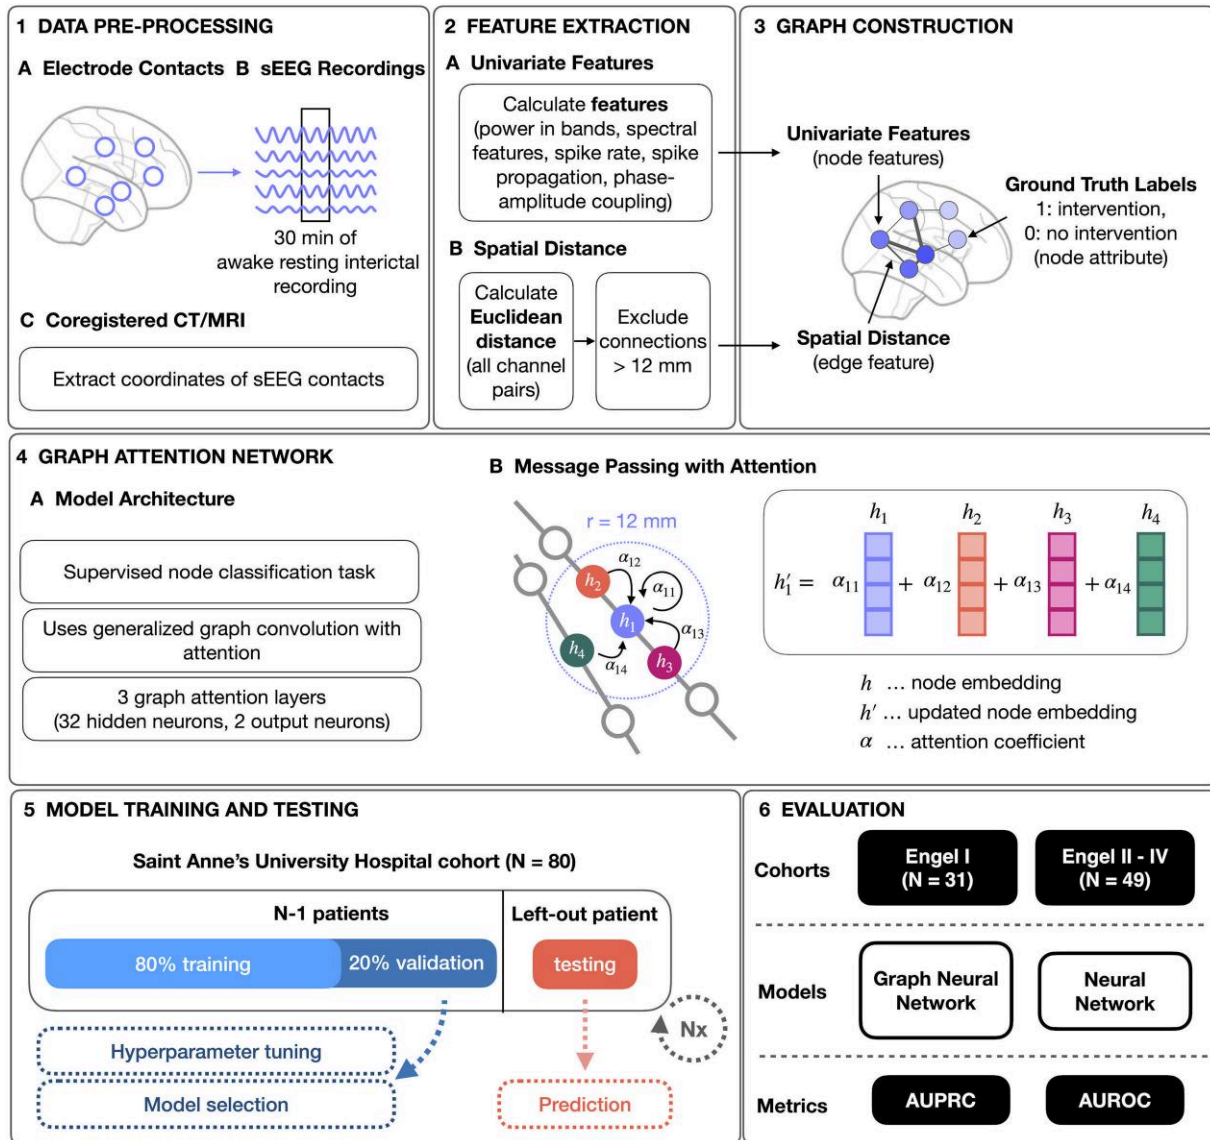 1 DATA PRE-PROCESSING
A Electrode Contacts
B sEEG Recordings
30 min of
awake resting interictal
recording
C Coregistered CT/MRI
Extract coordinates of sEEG contacts
2 FEATURE EXTRACTION
A Univariate Features
Calculate features
(power in bands, spectral
features, spike rate, spike
propagation, phase-
amplitude coupling)
B Spatial Distance
Calculate
Euclidean
distance
(all channel
pairs)
Exclude
connections
> 12 mm
3 GRAPH CONSTRUCTION
Univariate Features
(node features)
Ground Truth Labels
1: intervention,
0: no intervention
(node attribute)
Spatial Distance
(edge feature)
4 GRAPH ATTENTION NETWORK
A Model Architecture
Supervised node classification task
Uses generalized graph convolution with
attention
3 graph attention layers
(32 hidden neurons, 2 output neurons)
B Message Passing with Attention
r = 12 mm
α12
h2
α11
h1
α13
h4
α14
h3
h1 h2 h3 h4
h′1 = α11 + α12 + α13 + α14
h … node embedding
h′ … updated node embedding
α … attention coefficient
5 MODEL TRAINING AND TESTING
Saint Anne's University Hospital cohort (N = 80)
N-1 patients
Left-out patient
80% training
20% validation
testing
Nx
Hyperparameter tuning
Model selection
Prediction
6 EVALUATION
Cohorts
Engel I
(N = 31)
Engel II - IV
(N = 49)
Models
Graph Neural
Network
Neural
Network
Metrics
AUPRC
AUROC